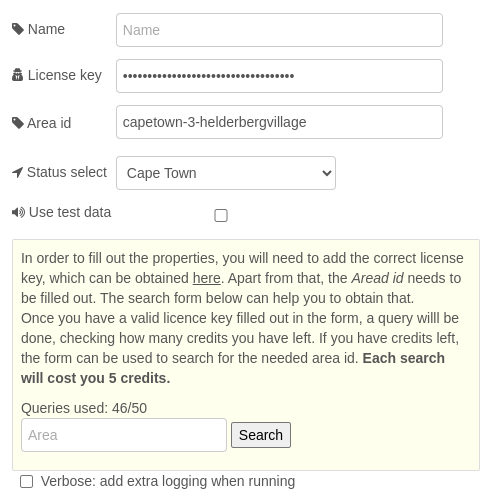 Name
Name
License key
••••••••••••••••••••••••••••••••••••
Area id
capetown-3-helderbergvillage
Status select
Cape Town
Use test data
In order to fill out the properties, you will need to add the correct license
key, which can be obtained here. Apart from that, the Aread id needs to
be filled out. The search form below can help you to obtain that.
Once you have a valid licence key filled out in the form, a query willl be
done, checking how many credits you have left. If you have credits left,
the form can be used to search for the needed area id. Each search
will cost you 5 credits.
Queries used: 46/50
Area
Search
Verbose: add extra logging when running